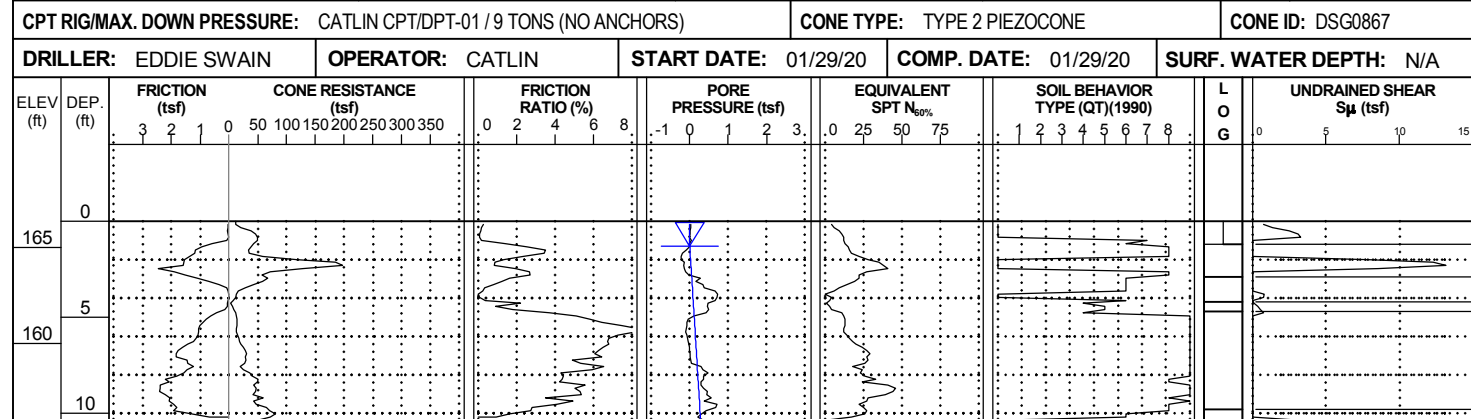 CPT RIG/MAX. DOWN PRESSURE: CATLIN CPT/DPT-01 / 9 TONS (NO ANCHORS) CONE TYPE: TYPE 2 PIEZOCONE CONE ID: DSG0867
DRILLER: EDDIE SWAIN OPERATOR: CATLIN START DATE: 01/29/20 COMP. DATE: 01/29/20 SURF. WATER DEPTH: N/A
ELEV (ft)
DEP. (ft)
FRICTION (tsf)
3 2 1 0
CONE RESISTANCE (tsf)
50 100 150 200 250 300 350
FRICTION RATIO (%)
0 2 4 6 8
PORE PRESSURE (tsf)
-1 0 1 2 3
EQUIVALENT SPT N60%
0 25 50 75
SOIL BEHAVIOR TYPE (QT)(1990)
1 2 3 4 5 6 7 8
L
O
G
UNDRAINED SHEAR
Sμ (tsf)
0 5 10 15
0
165
5
160
10